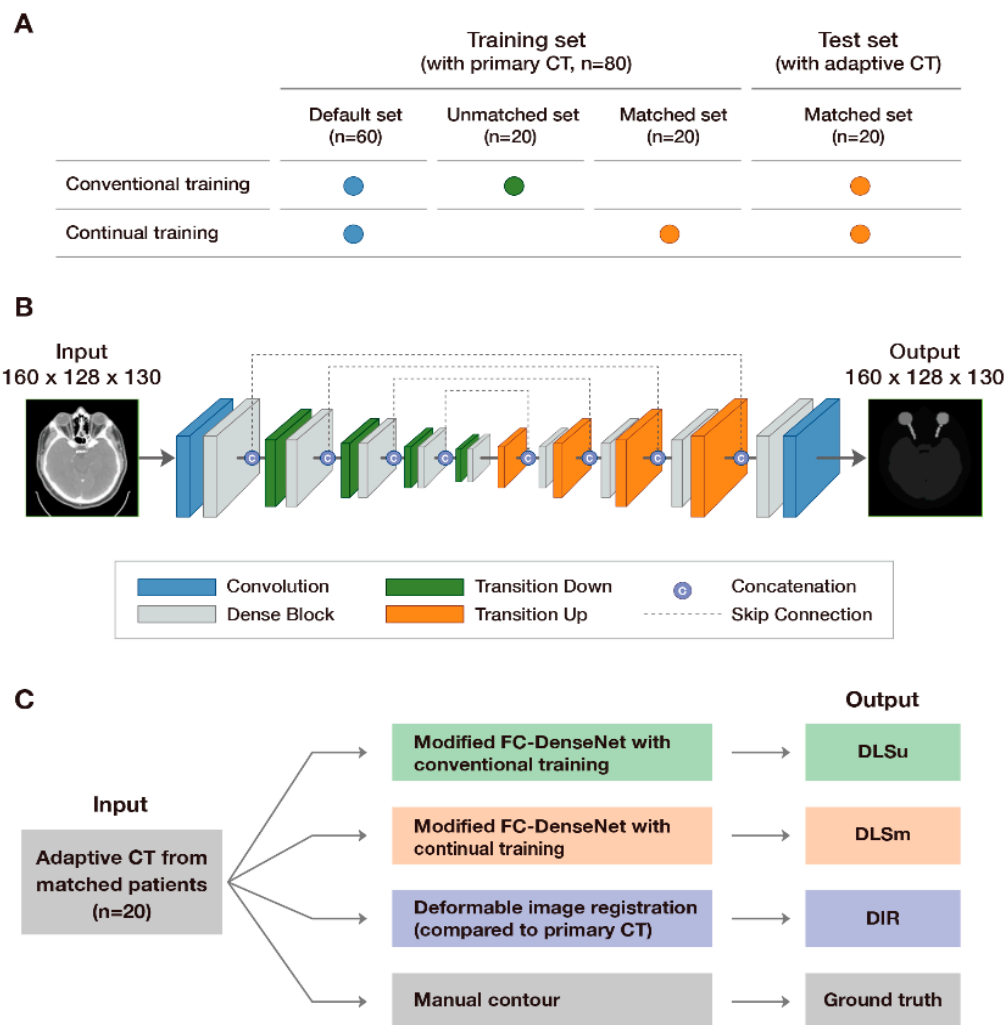 A
Training set
(with primary CT, n=80)
Test set
(with adaptive CT)
Default set
(n=60)
Unmatched set
(n=20)
Matched set
(n=20)
Matched set
(n=20)
Conventional training
Continual training
B
Input
160 x 128 x 130
Output
160 x 128 x 130
C
C
C
C
C
C
C
C
Convolution
Dense Block
Transition Down
Transition Up
C
Concatenation
Skip Connection
C
Input
Adaptive CT from
matched patients
(n=20)
Output
Modified FC-DenseNet with
conventional training
DLSu
Modified FC-DenseNet with
continual training
DLSm
Deformable image registration
(compared to primary CT)
DIR
Manual contour
Ground truth